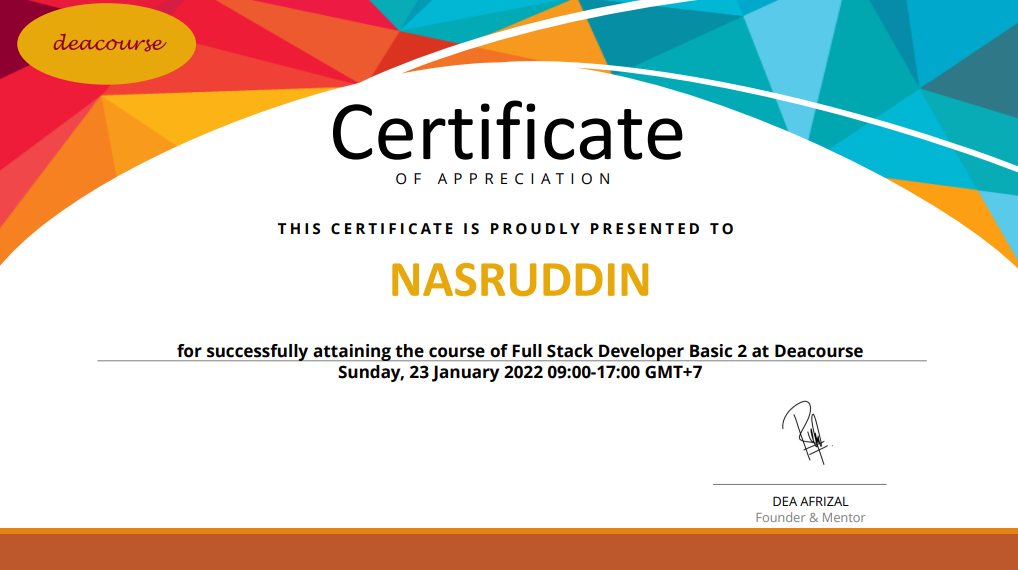 deacourse
Certificate
OF APPRECIATION
THIS CERTIFICATE IS PROUDLY PRESENTED TO
NASRUDDIN
for successfully attaining the course of Full Stack Developer Basic 2 at Deacourse
Sunday, 23 January 2022 09:00-17:00 GMT+7
DEA AFRIZAL
Founder & Mentor